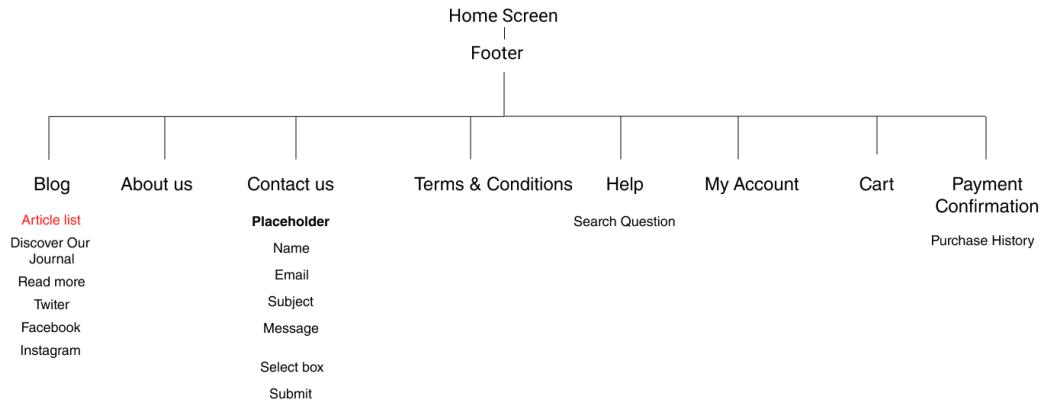 Home Screen
Footer
Blog
Article list
Discover Our
Journal
Read more
Twiter
Facebook
Instagram
About us
Contact us
Placeholder
Name
Email
Subject
Message
Select box
Submit
Terms & Conditions
Help
Search Question
My Account
Cart
Payment
Confirmation
Purchase History